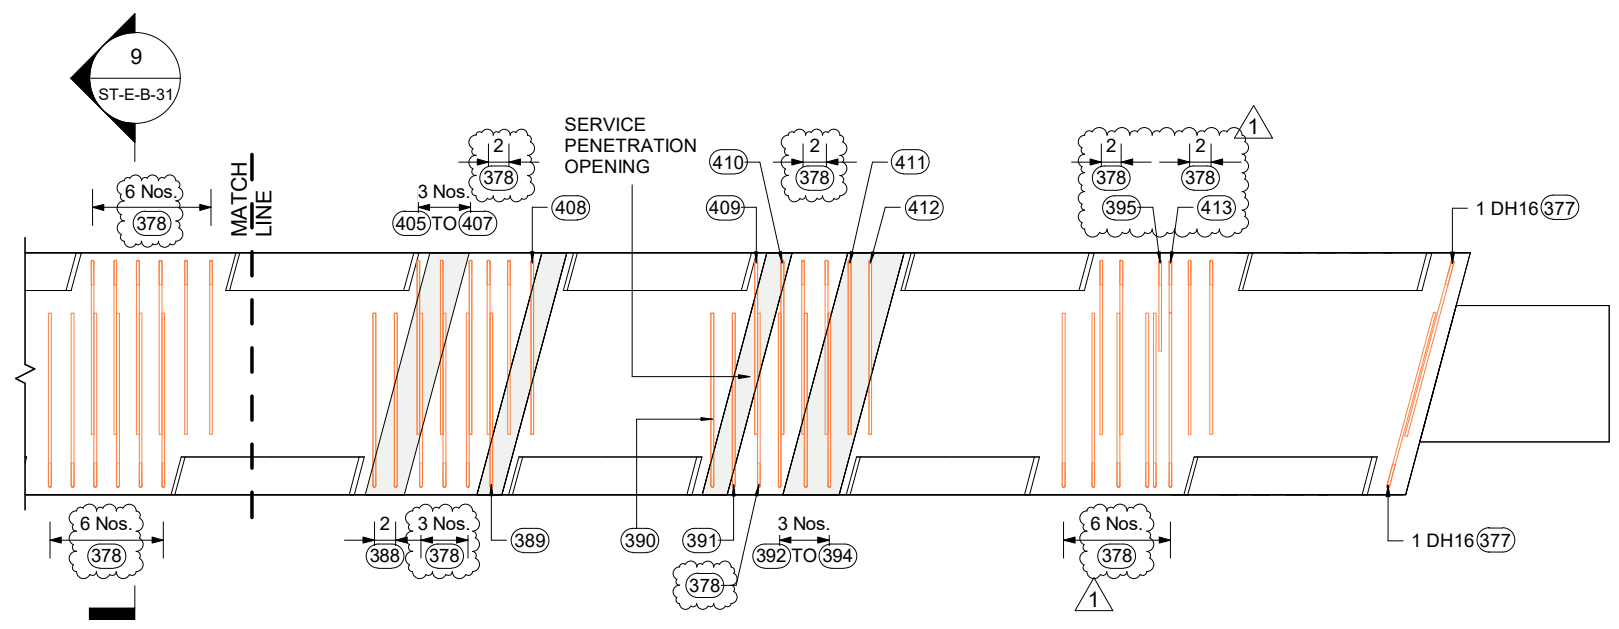 9
ST-E-B-31
MATCH
LINE
6 Nos.
378
2
378
3 Nos.
405 TO 407
408
SERVICE
PENETRATION
OPENING
2
378
410
411
409
412
1
2
378
2
378
395
413
1 DH16 377
6 Nos.
378
2
388
3 Nos.
378
389
390
391
378
3 Nos.
392 TO 394
6 Nos.
378
1
1 DH16 377